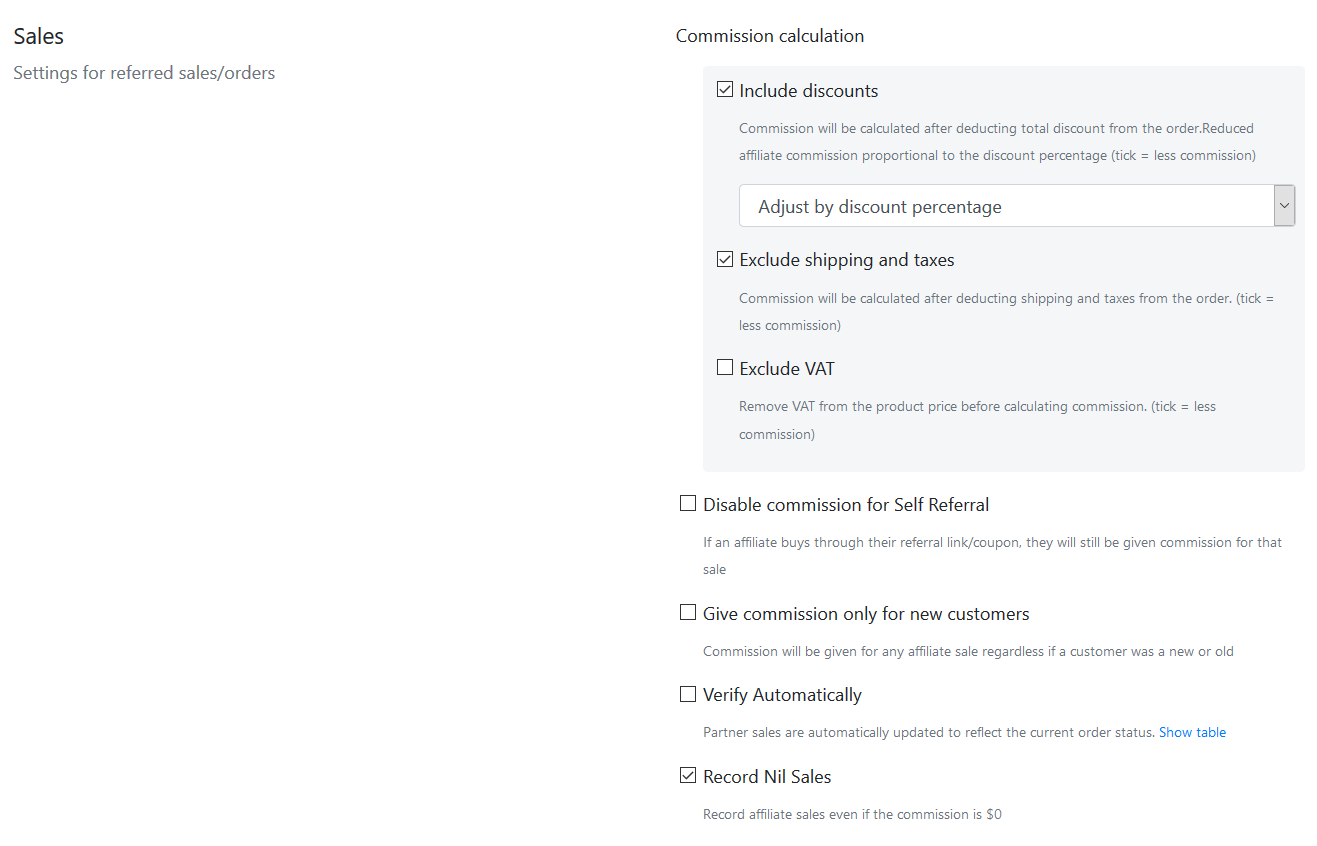 Sales
Settings for referred sales/orders
Commission calculation
Include discounts
Commission will be calculated after deducting total discount from the order.Reduced
affiliate commission proportional to the discount percentage (tick = less commission)
Adjust by discount percentage
Exclude shipping and taxes
Commission will be calculated after deducting shipping and taxes from the order. (tick =
less commission)
Exclude VAT
Remove VAT from the product price before calculating commission. (tick = less
commission)
Disable commission for Self Referral
If an affiliate buys through their referral link/coupon, they will still be given commission for that
sale
Give commission only for new customers
Commission will be given for any affiliate sale regardless if a customer was a new or old
Verify Automatically
Partner sales are automatically updated to reflect the current order status. Show table
Record Nil Sales
Record affiliate sales even if the commission is $0